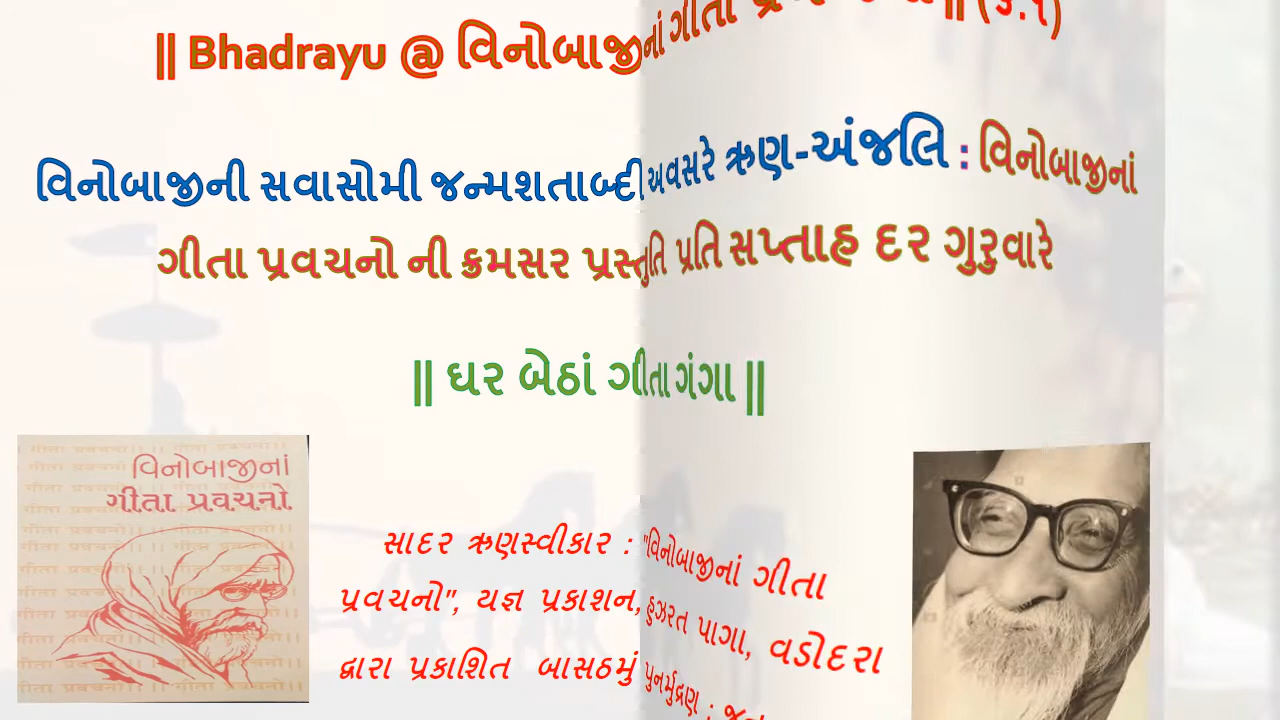 || Bhadrayu @ વિનોબાજીનાં ગીતા
વિનોબાજીની સવાસોમી જન્મશતાબ્દી અવસરે ઋણ-અંજલિ : વિનોબાજીનાં
ગીતા પ્રવચનો ની ક્રમસર પ્રસ્તુતિ પ્રતિ સપ્તાહ દર ગુરુવારે
|| ઘર બેઠાં ગીતા ગંગા ||
વિનોબાજીનાં
ગીતા પ્રવચનો
સાદર ઋણસ્વીકાર : "વિનોબાજીનાં ગીતા
પ્રવચનો", યજ્ઞ પ્રકાશન, હુઝરત પાગા, વડોદરા
દ્વારા પ્રકાશિત બાસઠમું પુનર્મુદ્રણ :